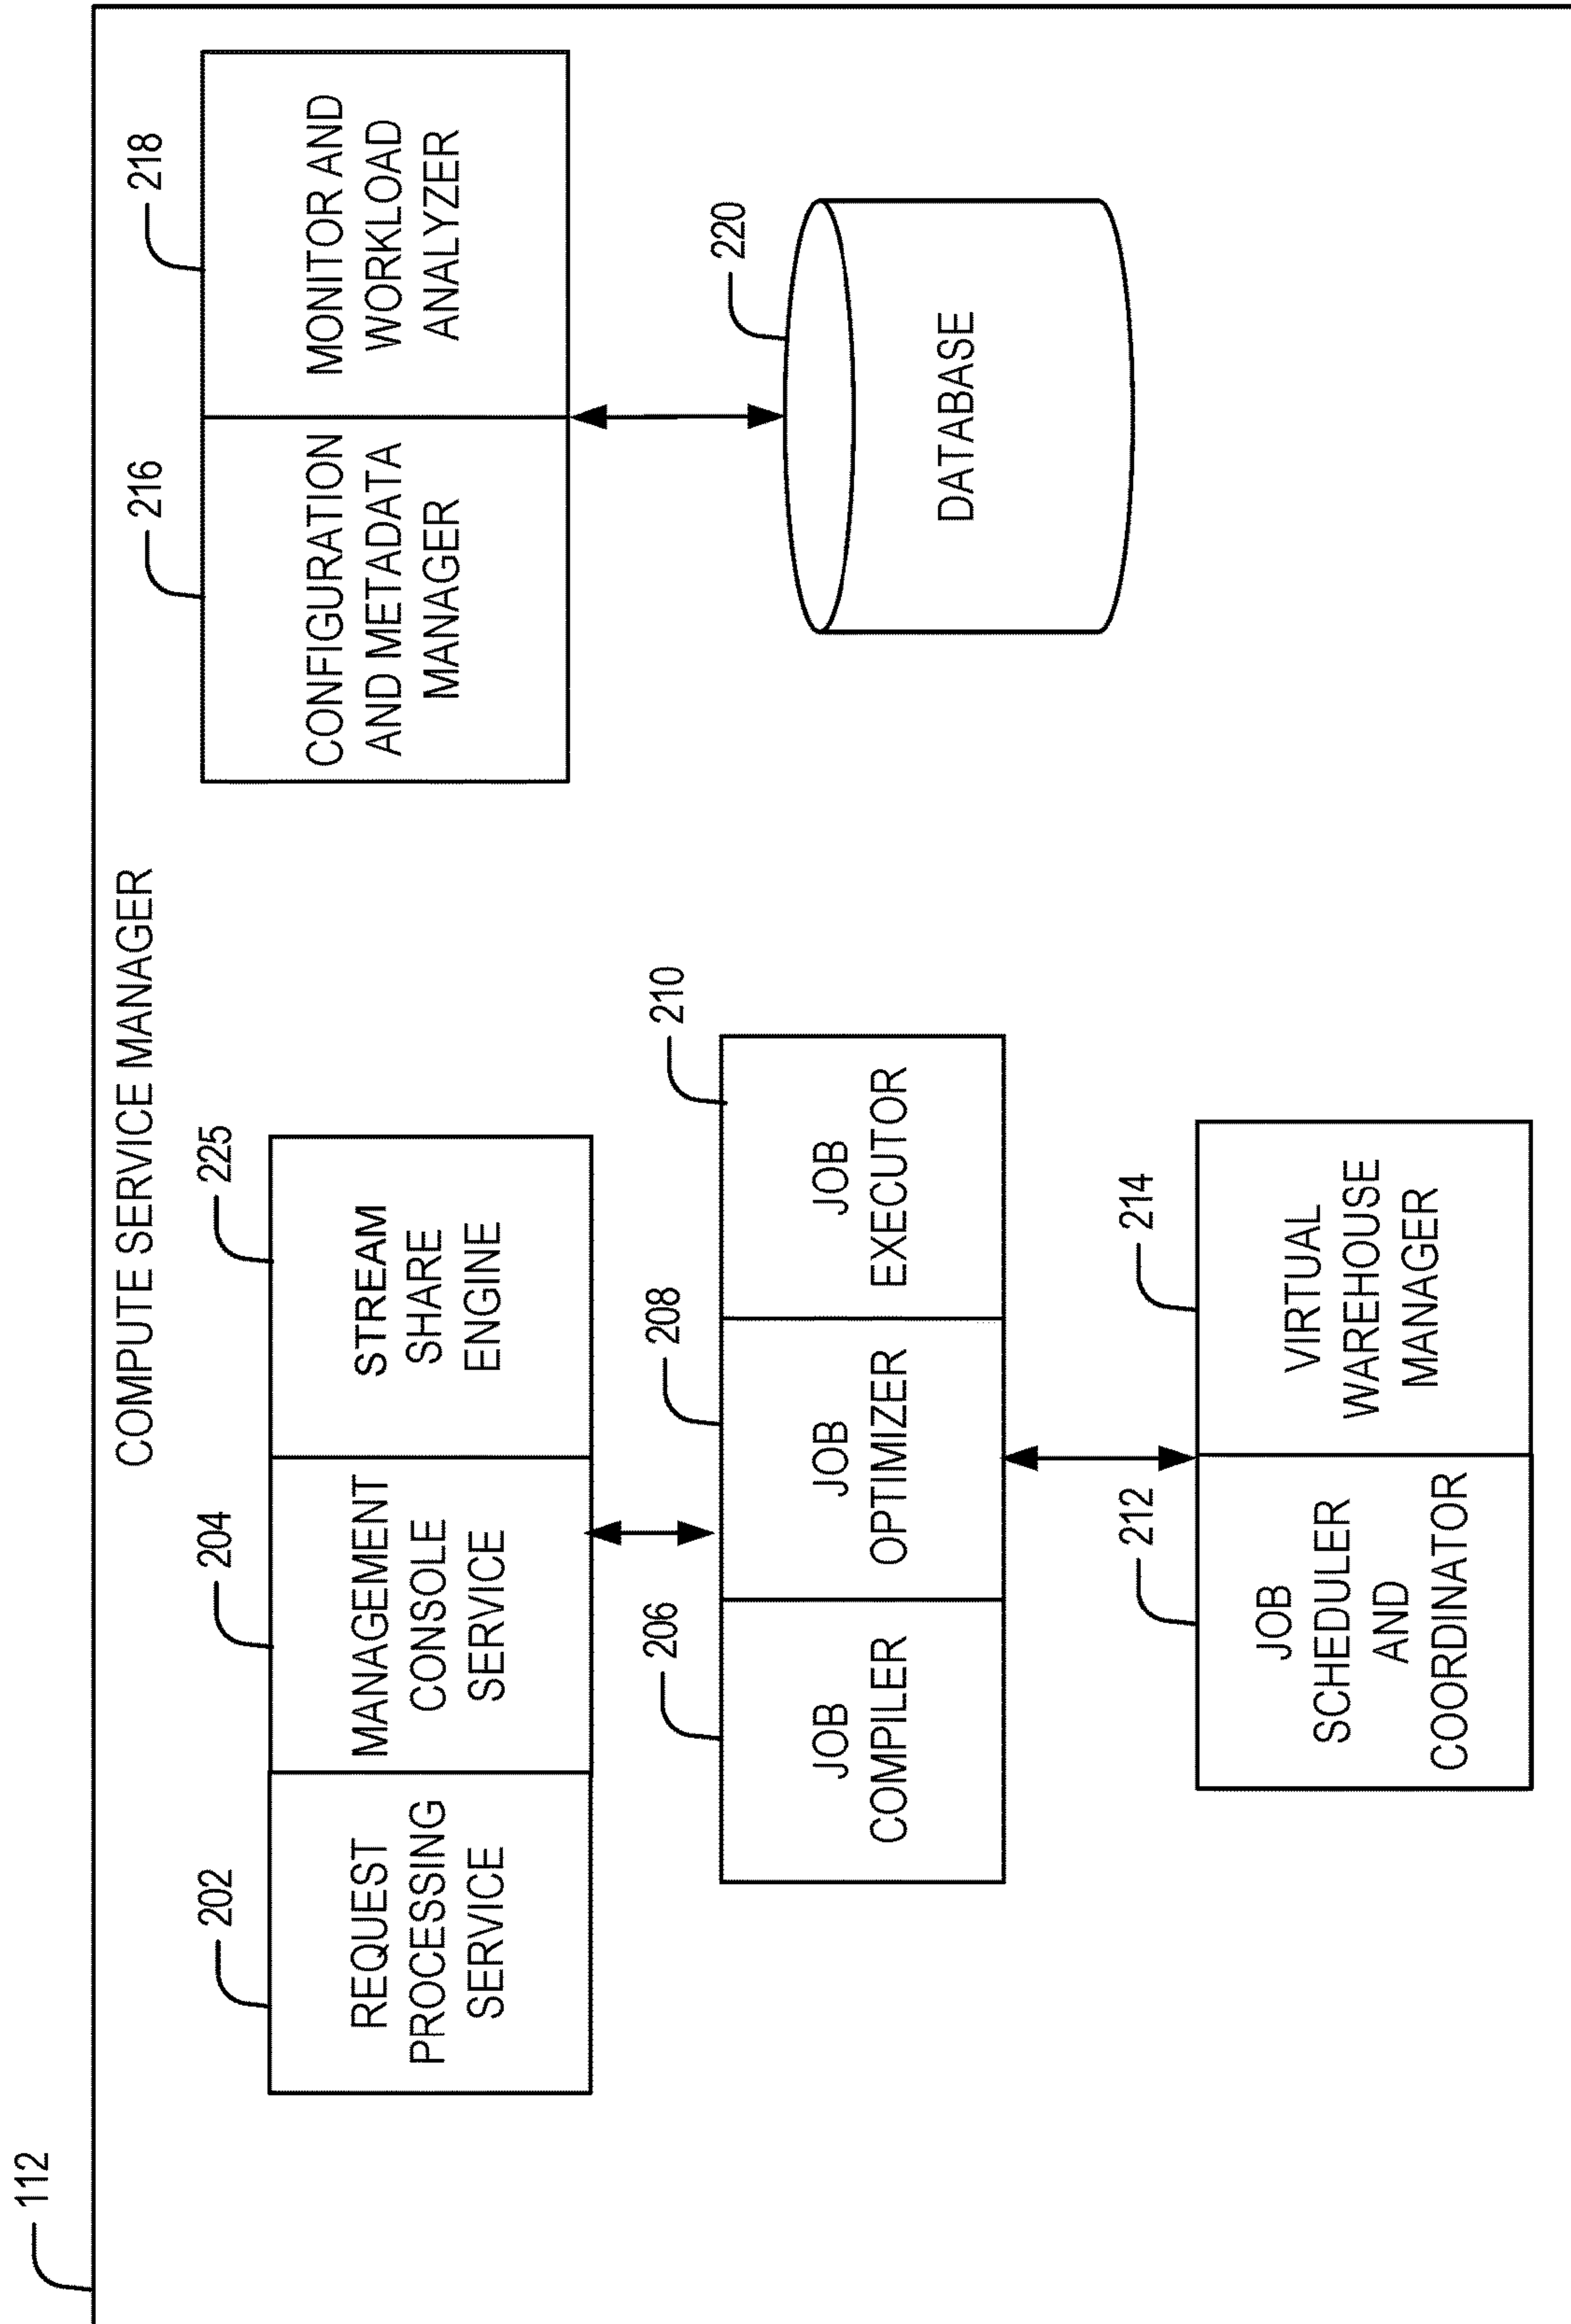 112
COMPUTE SERVICE MANAGER
202
REQUEST
PROCESSING
SERVICE
204
MANAGEMENT
CONSOLE
SERVICE
225
STREAM
SHARE
ENGINE
206
JOB
COMPILER
208
JOB
OPTIMIZER
210
JOB
EXECUTOR
212
JOB
SCHEDULER
AND
COORDINATOR
214
VIRTUAL
WAREHOUSE
MANAGER
216
CONFIGURATION
AND METADATA
MANAGER
218
MONITOR AND
WORKLOAD
ANALYZER
220
DATABASE